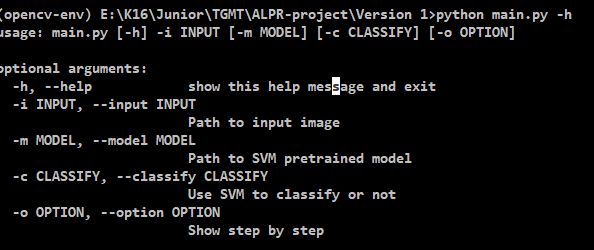 (opencv-env) E:\K16\Junior\TGMT\ALPR-project\Version 1>python main.py -h
usage: main.py [-h] -i INPUT [-m MODEL] [-c CLASSIFY] [-o OPTION]
optional arguments:
-h, --help show this help message and exit
-i INPUT, --input INPUT
Path to input image
-m MODEL, --model MODEL
Path to SVM pretrained model
-c CLASSIFY, --classify CLASSIFY
Use SVM to classify or not
-o OPTION, --option OPTION
Show step by step